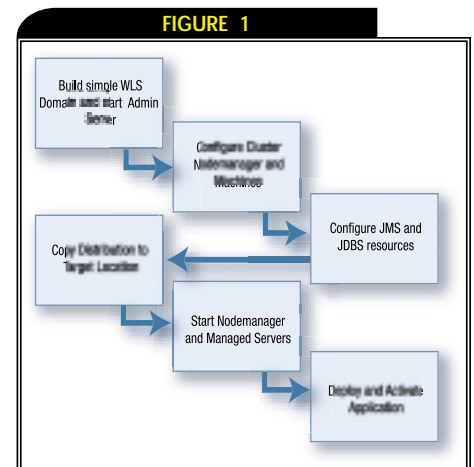 FIGURE 1
Build simple WLS
Domain and start Admin
Server
Configure Cluster
Nodemanager and
Machines
Configure JMS and
JDBS resources
Copy Distribution to
Target Location
Start Nodemanager
and Managed Servers
Deploy and Activate
Application